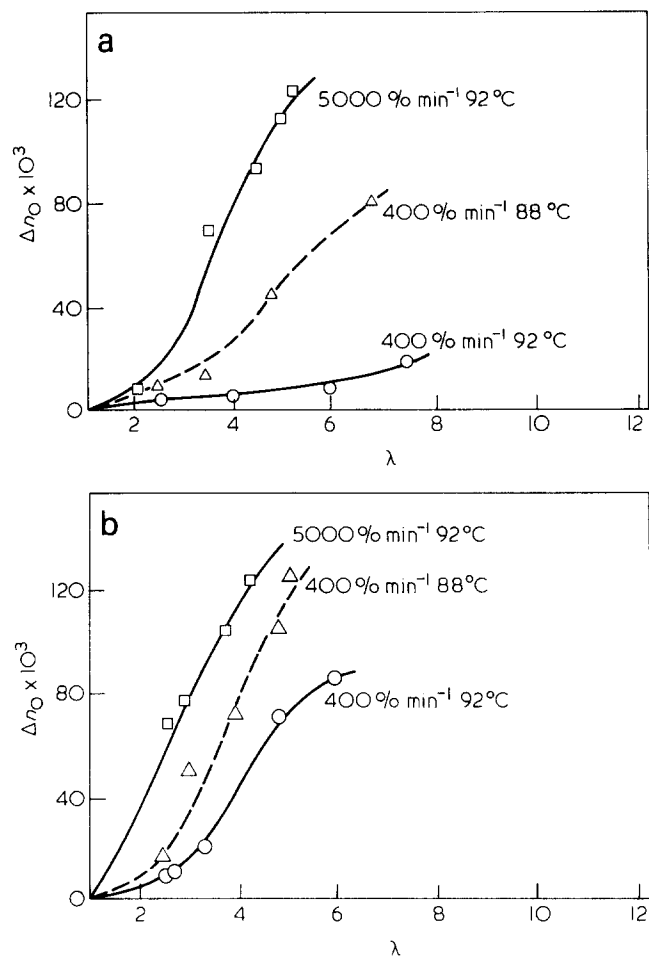 a
120
80
40
0
Δn₀ × 10³
5000 % min⁻¹ 92 °C
400 % min⁻¹ 88 °C
400 % min⁻¹ 92 °C
2 4 6 8 10 12
λ
b
120
80
40
0
Δn₀ × 10³
5000 % min⁻¹ 92 °C
400 % min⁻¹ 88 °C
400 % min⁻¹ 92 °C
2 4 6 8 10 12
λ